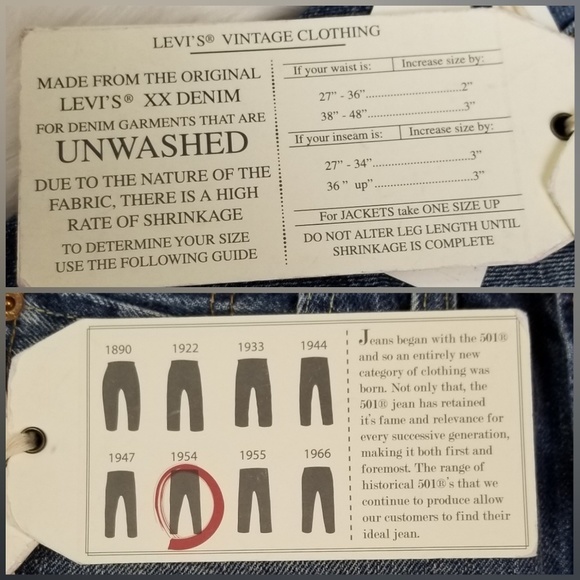 LEVI'S® VINTAGE CLOTHING
MADE FROM THE ORIGINAL
LEVI'S® XX DENIM
FOR DENIM GARMENTS THAT ARE
UNWASHED
DUE TO THE NATURE OF THE
FABRIC, THERE IS A HIGH
RATE OF SHRINKAGE
TO DETERMINE YOUR SIZE
USE THE FOLLOWING GUIDE
If your waist is: Increase size by:
27" - 36"..........................2"
38" - 48"..........................3"
If your inseam is: Increase size by:
27" - 34"..........................3"
36 " up"..........................3"
For JACKETS take ONE SIZE UP
DO NOT ALTER LEG LENGTH UNTIL
SHRINKAGE IS COMPLETE
1890 1922 1933 1944
1947 1954 1955 1966
Jeans began with the 501®
and so an entirely new
category of clothing was
born. Not only that, the
501® jean has retained
it's fame and relevance for
every successive generation,
making it both first and
foremost. The range of
historical 501®'s that we
continue to produce allow
our customers to find their
ideal jean.